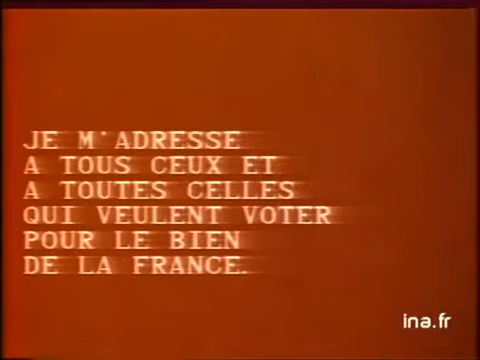 JE M'ADRESSE
A TOUS CEUX ET
A TOUTES CELLES
QUI VEULENT VOTER
POUR LE BIEN
DE LA FRANCE.
ina.fr